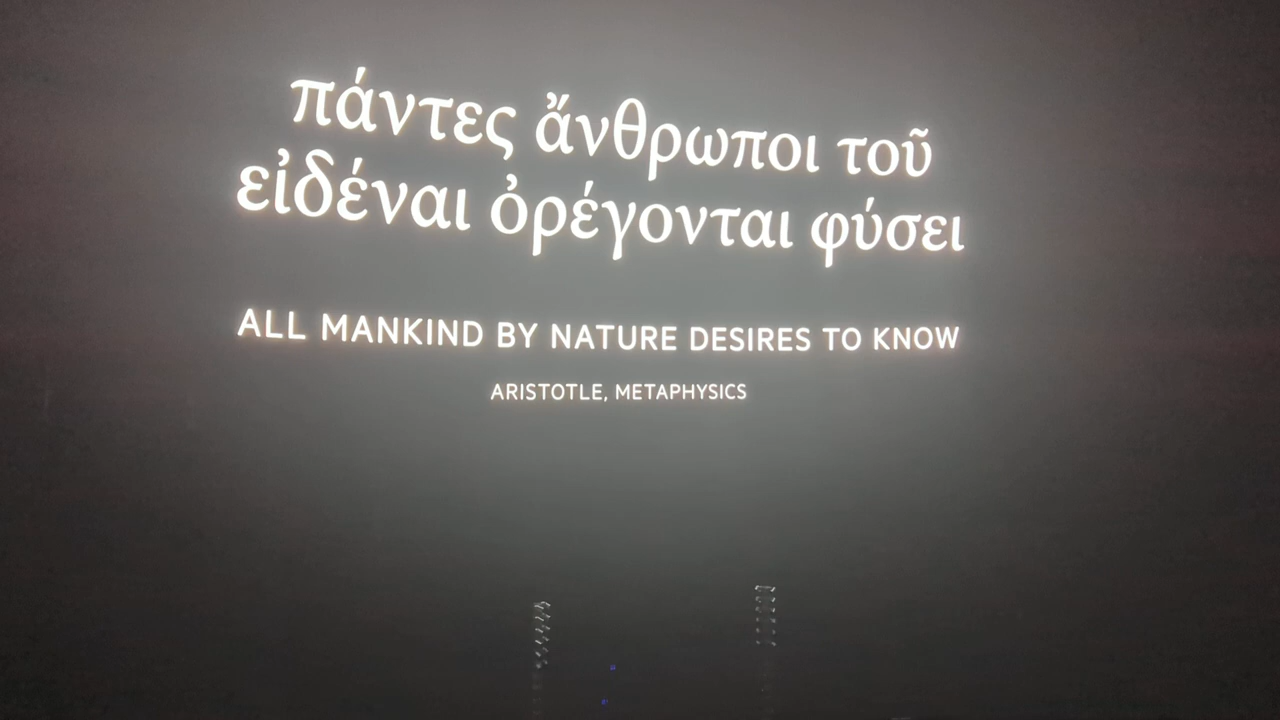 πάντες ἄνθρωποι τοῦ
εἰδέναι ὀρέγονται φύσει
ALL MANKIND BY NATURE DESIRES TO KNOW
ARISTOTLE, METAPHYSICS